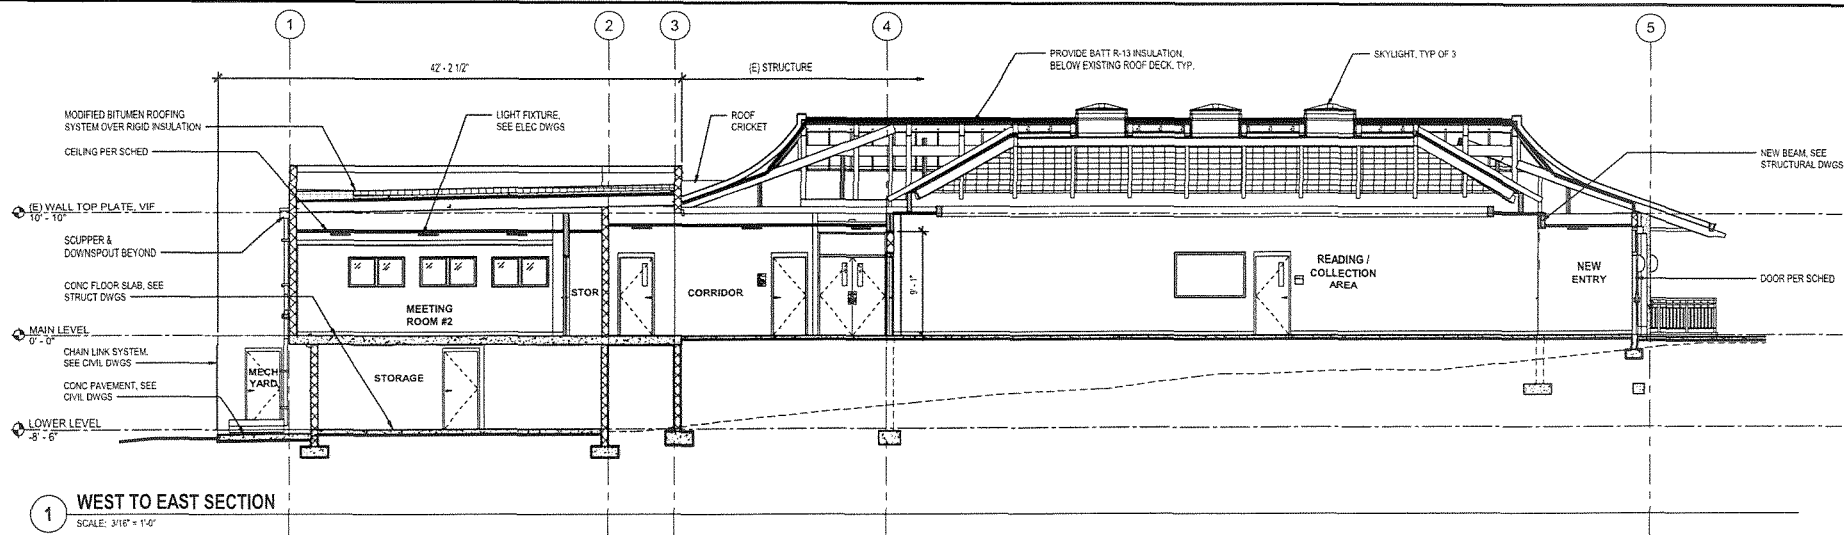 1
2
3
4
5
42' - 2 1/2"
(E) STRUCTURE
PROVIDE BATT R-13 INSULATION,
BELOW EXISTING ROOF DECK, TYP.
SKYLIGHT, TYP OF 3
MODIFIED BITUMEN ROOFING
SYSTEM OVER RIGID INSULATION
LIGHT FIXTURE,
SEE ELEC DWGS
ROOF
CRICKET
CEILING PER SCHED
NEW BEAM, SEE
STRUCTURAL DWGS
(E) WALL TOP PLATE, VIF
10' - 10"
SCUPPER &
DOWNSPOUT BEYOND
CONC FLOOR SLAB, SEE
STRUCT DWGS
MEETING
ROOM #2
STOR
CORRIDOR
9' - 1"
READING /
COLLECTION
AREA
NEW
ENTRY
DOOR PER SCHED
MAIN LEVEL
0' - 0"
CHAIN LINK SYSTEM,
SEE CIVIL DWGS
MECH
YARD
STORAGE
CONC PAVEMENT, SEE
CIVIL DWGS
LOWER LEVEL
-8' - 6"
1
WEST TO EAST SECTION
SCALE: 3/16" = 1'-0"